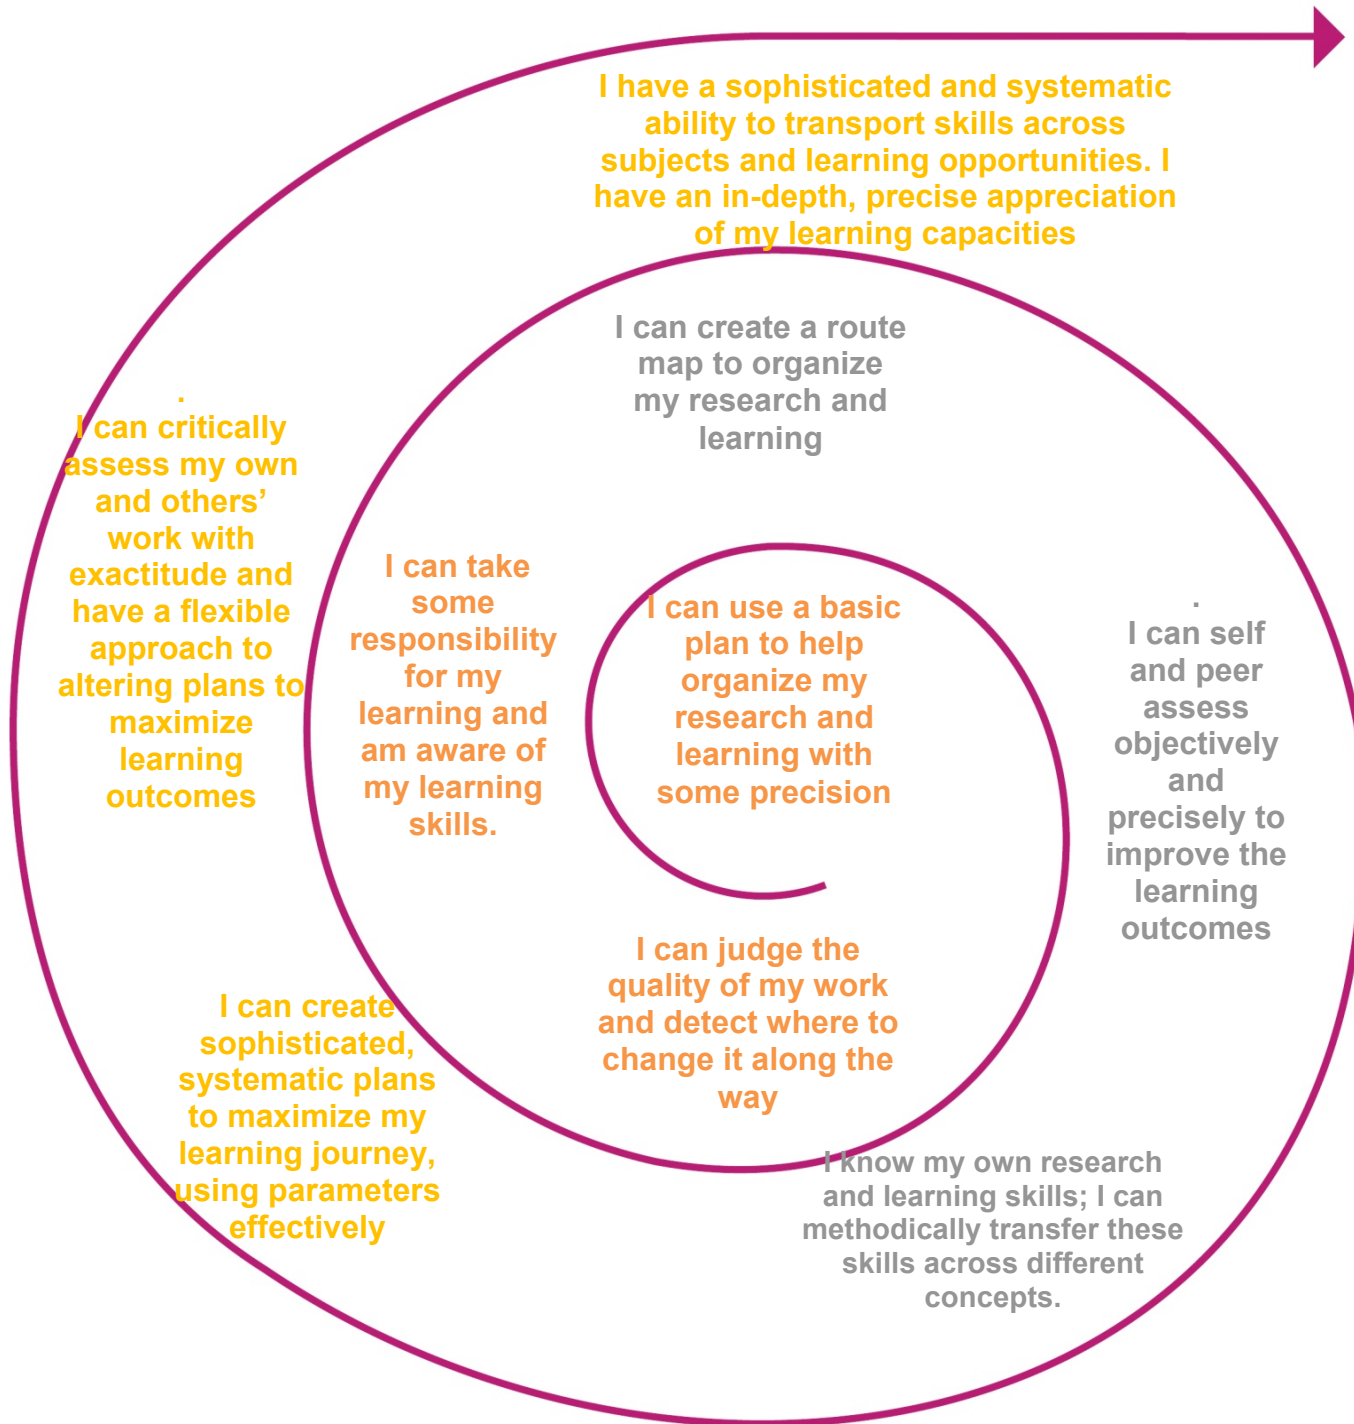 I have a sophisticated and systematic
ability to transport skills across
subjects and learning opportunities. I
have an in-depth, precise appreciation
of my learning capacities
I can create a route
map to organize
my research and
learning
.
I can critically
assess my own
and others’
work with
exactitude and
have a flexible
approach to
altering plans to
maximize
learning
outcomes
I can take
some
responsibility
for my
learning and
am aware of
my learning
skills.
I can use a basic
plan to help
organize my
research and
learning with
some precision
.
I can self
and peer
assess
objectively
and
precisely to
improve the
learning
outcomes
I can judge the
quality of my work
and detect where to
change it along the
way
I can create
sophisticated,
systematic plans
to maximize my
learning journey,
using parameters
effectively
I know my own research
and learning skills; I can
methodically transfer these
skills across different
concepts.